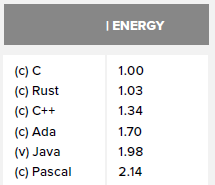 | ENERGY
(c) C 1.00
(c) Rust 1.03
(c) C++ 1.34
(c) Ada 1.70
(v) Java 1.98
(c) Pascal 2.14